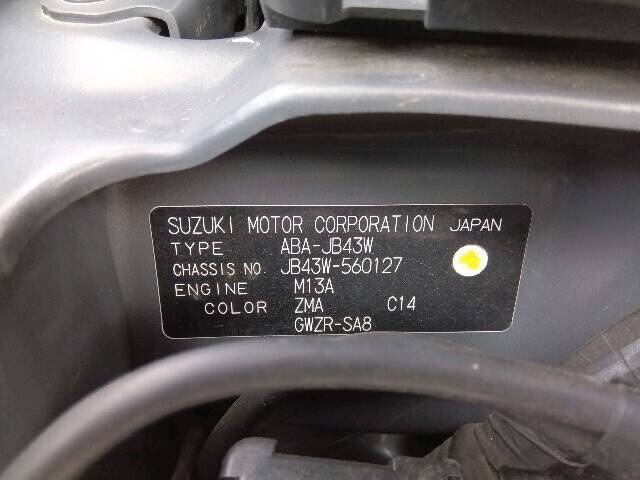 SUZUKI MOTOR CORPORATION JAPAN
TYPE ABA-JB43W
CHASSIS NO. JB43W-560127
ENGINE M13A
COLOR ZMA C14
GWZR-SA8